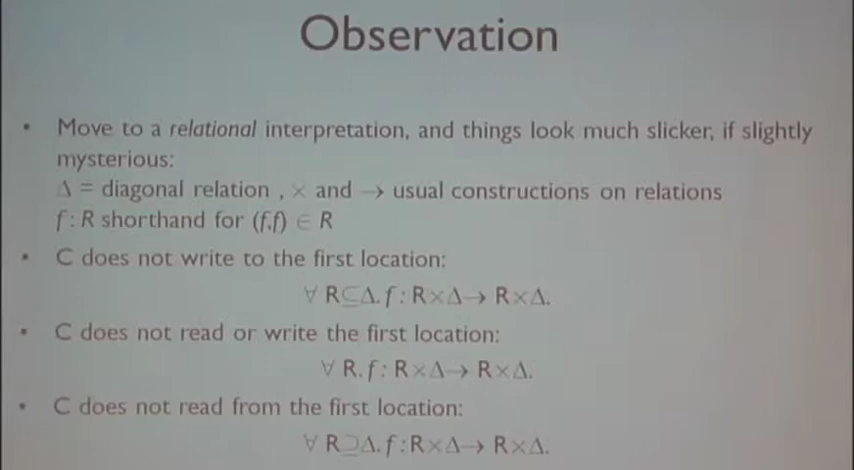 Observation
• Move to a relational interpretation, and things look much slicker, if slightly
mysterious:
Δ = diagonal relation , × and → usual constructions on relations
f : R shorthand for (f,f) ∈ R
• C does not write to the first location:
∀ R⊆Δ. f : R×Δ→ R×Δ.
• C does not read or write the first location:
∀ R. f : R×Δ→ R×Δ.
• C does not read from the first location:
∀ R⊇Δ. f :R×Δ→ R×Δ.